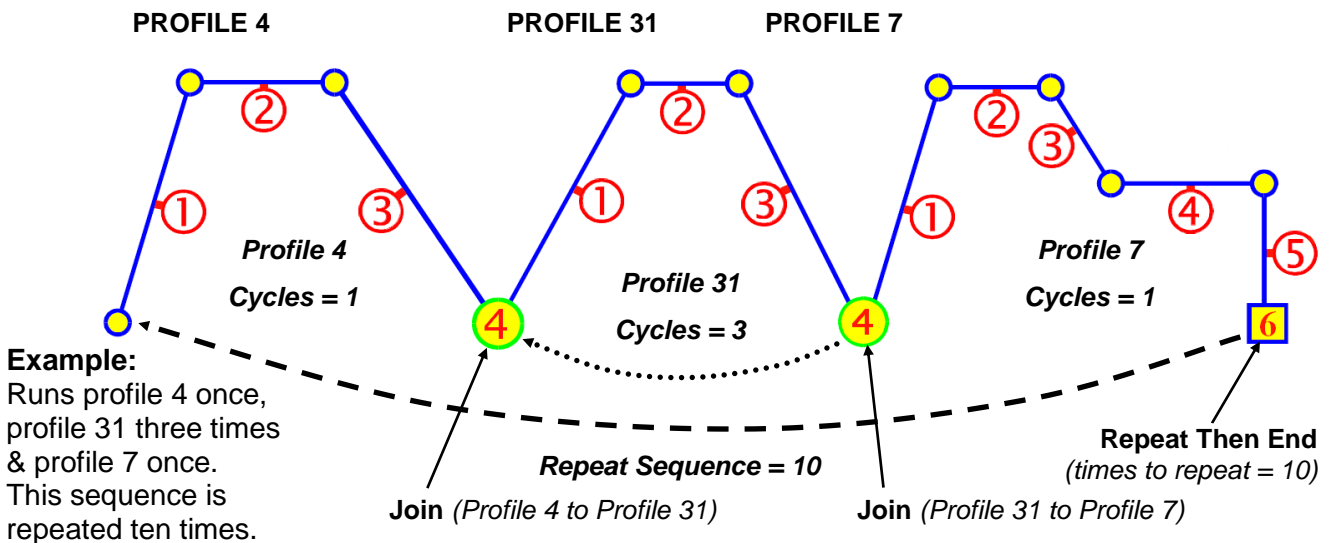 PROFILE 4 PROFILE 31 PROFILE 7
2 2 2
3
1 3 1 3 1 4
Profile 4
Cycles = 1
Profile 31
Cycles = 3
Profile 7
Cycles = 1
5
4 4 6
Example:
Runs profile 4 once,
profile 31 three times
& profile 7 once.
This sequence is
repeated ten times.
Repeat Sequence = 10
Repeat Then End
(times to repeat = 10)
Join (Profile 4 to Profile 31)
Join (Profile 31 to Profile 7)